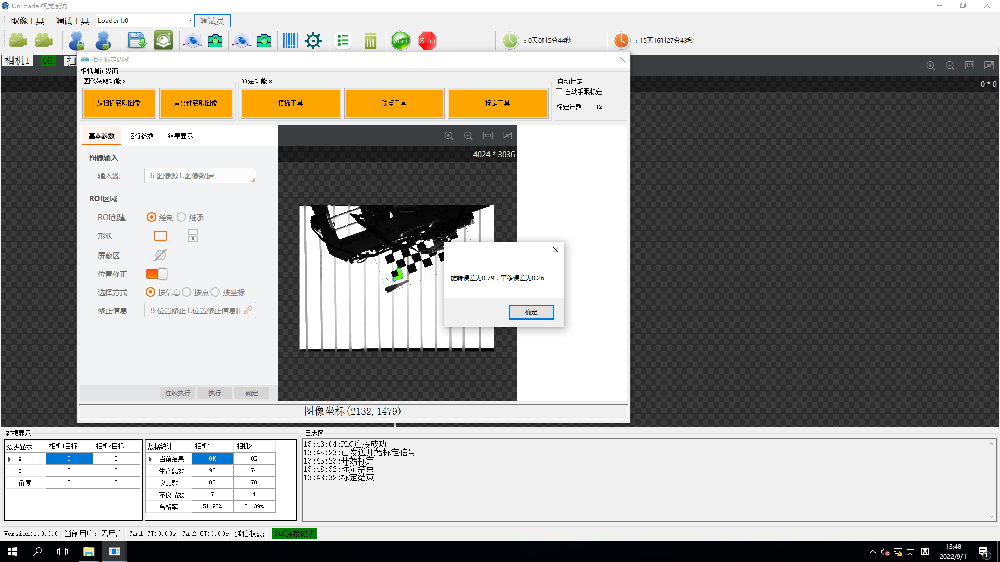 UnLoader视觉系统
取像工具 调试工具 Loader1.0 调试员
Start Stop :0天0时5分44秒 :15天16时27分43秒
相机1 OK 扫
相机标定调试
0 * 0
相机调试界面
图像获取功能区 算法功能区 自动标定
从相机获取图像 从文件获取图像 模板工具 顶点工具 标定工具
自动手眼标定
标定计数 12
基本参数 运行参数 结果显示
1:1
4024 * 3036
图像输入
输入源 6 图像源1.图像数据
ROI区域
ROI创建 绘制 继承
形状
屏蔽区
位置修正
选择方式 按信息 按点 按坐标
修正信息 9 位置修正1.位置修正信息[]
旋转误差为0.79，平移误差为0.26
确定
连续执行 执行 确定
图像坐标(2132,1479)
数据显示
数据显示 相机1目标 相机2目标
X 0 0
Y 0 0
角度 0 0
数据统计 相机1 相机2
当前结果 OK OK
生产总数 92 74
良品数 85 70
不良品数 7 4
合格率 51.98% 51.39%
日志区
13:43:04:PLC连接成功
13:45:23:已发送开始标定信号
13:45:23:开始标定
13:48:32:标定结束
13:48:32:标定结束
Version:1.0.0.0 当前用户：无用户 Cam1_CT:0.00s Cam2_CT:0.00s 通信状态 PLC连接成功
英 M 13:48
2022/9/1
1